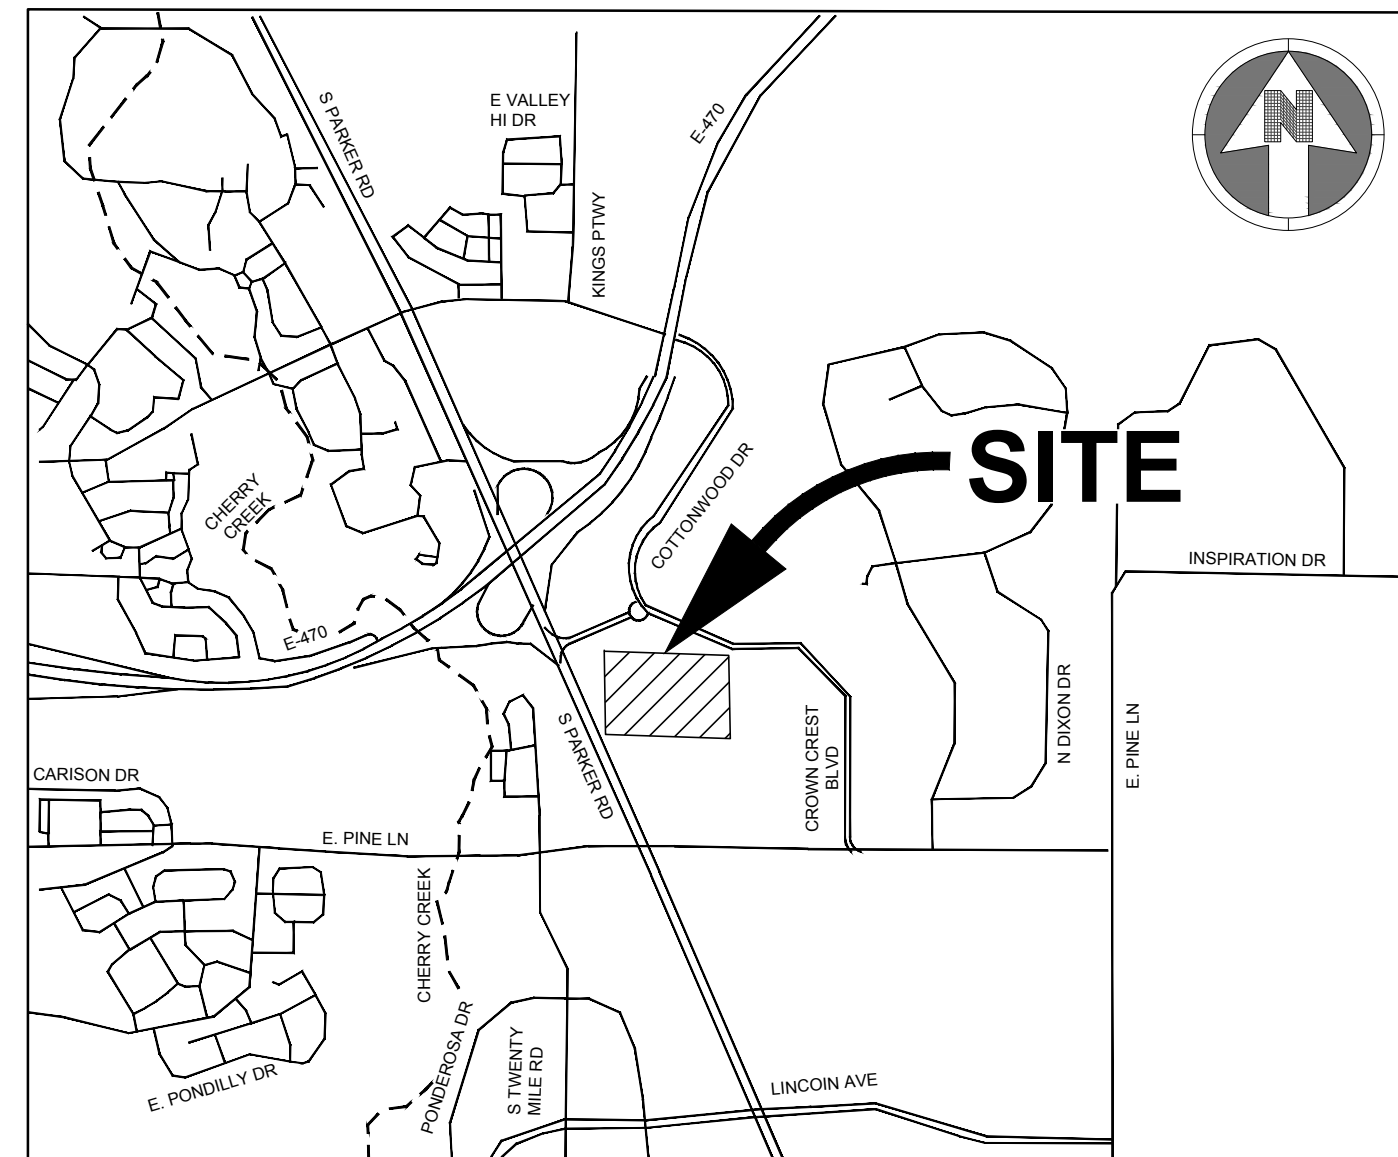 E VALLEY
HI DR
S PARKER RD
E-470
N
KINGS PTWY
SITE
COTTONWOOD DR
CHERRY
CREEK
INSPIRATION DR
E-470
N DIXON DR
E. PINE LN
CROWN CREST
BLVD
S PARKER RD
CARISON DR
E. PINE LN
CHERRY CREEK
PONDEROSA DR
S TWENTY
MILE RD
E. PONDILLY DR
LINCOIN AVE